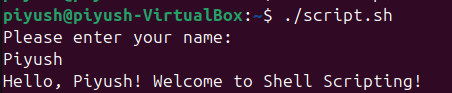 piyush@piyush-VirtualBox:~$ ./script.sh
Please enter your name:
Piyush
Hello, Piyush! Welcome to Shell Scripting!